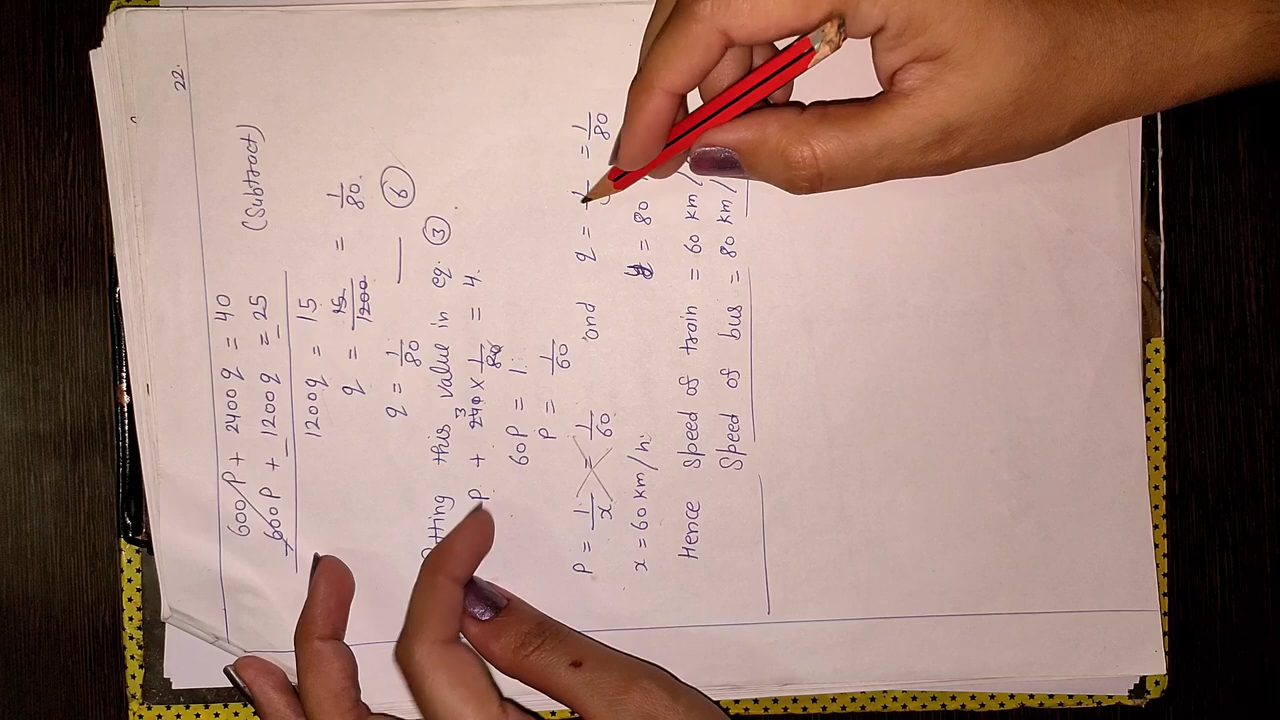 22.
600P + 2400q = 40
600P + 1200q = 25 (Subtract)
1200q = 15
q = 15/1200 = 1/80.
q = 1/80 — 6
this value in eq. 3
P + 240 3 × 1/80 = 4.
60P = 1.
P = 1/60
P = 1/x = 1/60 and q = = 1/80
x = 60 km/h. y = 80
Hence Speed of train = 60 km/
Speed of bus = 80 km/